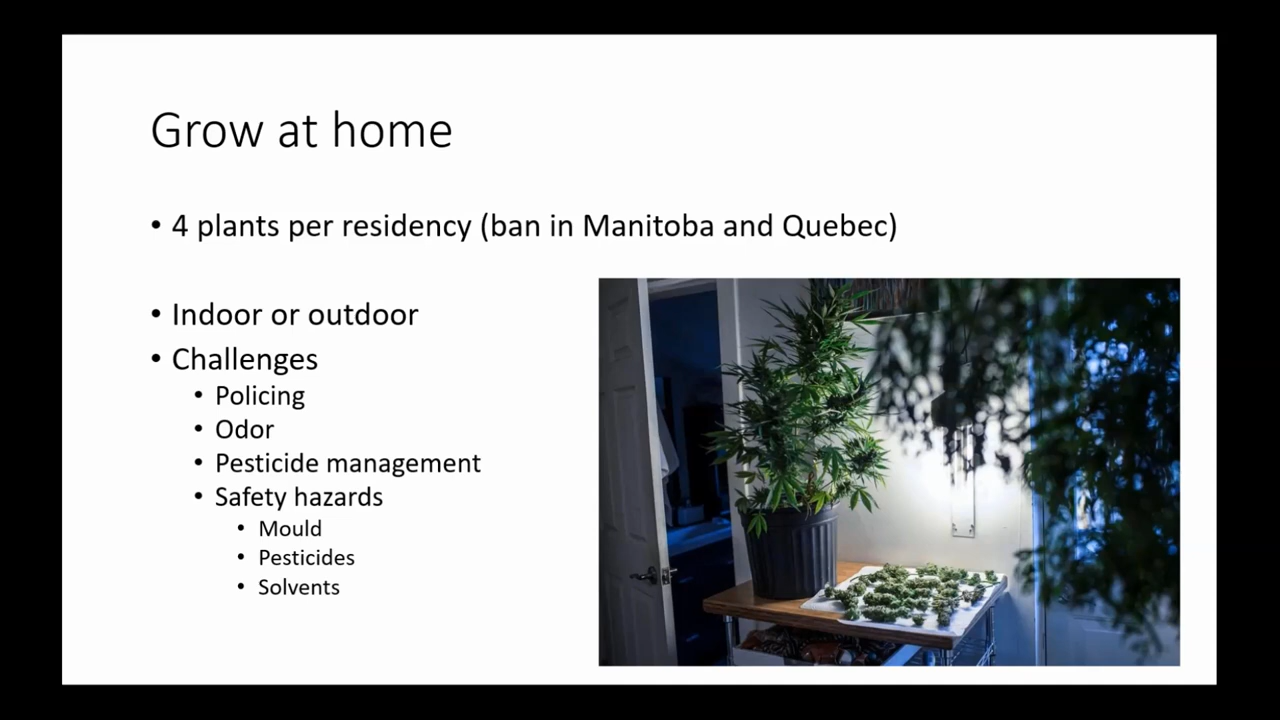 Grow at home
• 4 plants per residency (ban in Manitoba and Quebec)
• Indoor or outdoor
• Challenges
• Policing
• Odor
• Pesticide management
• Safety hazards
• Mould
• Pesticides
• Solvents